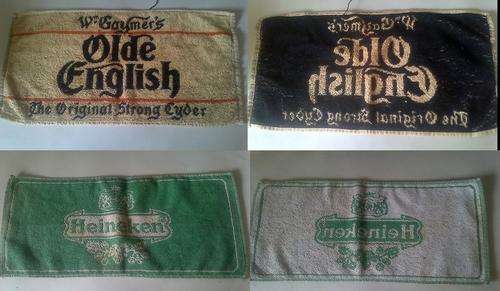 Wm Gaymer's
Olde
English
The Original Strong Cyder
Wm Gaymer's
Olde
English
The Original Strong Cyder
Heineken
Heineken